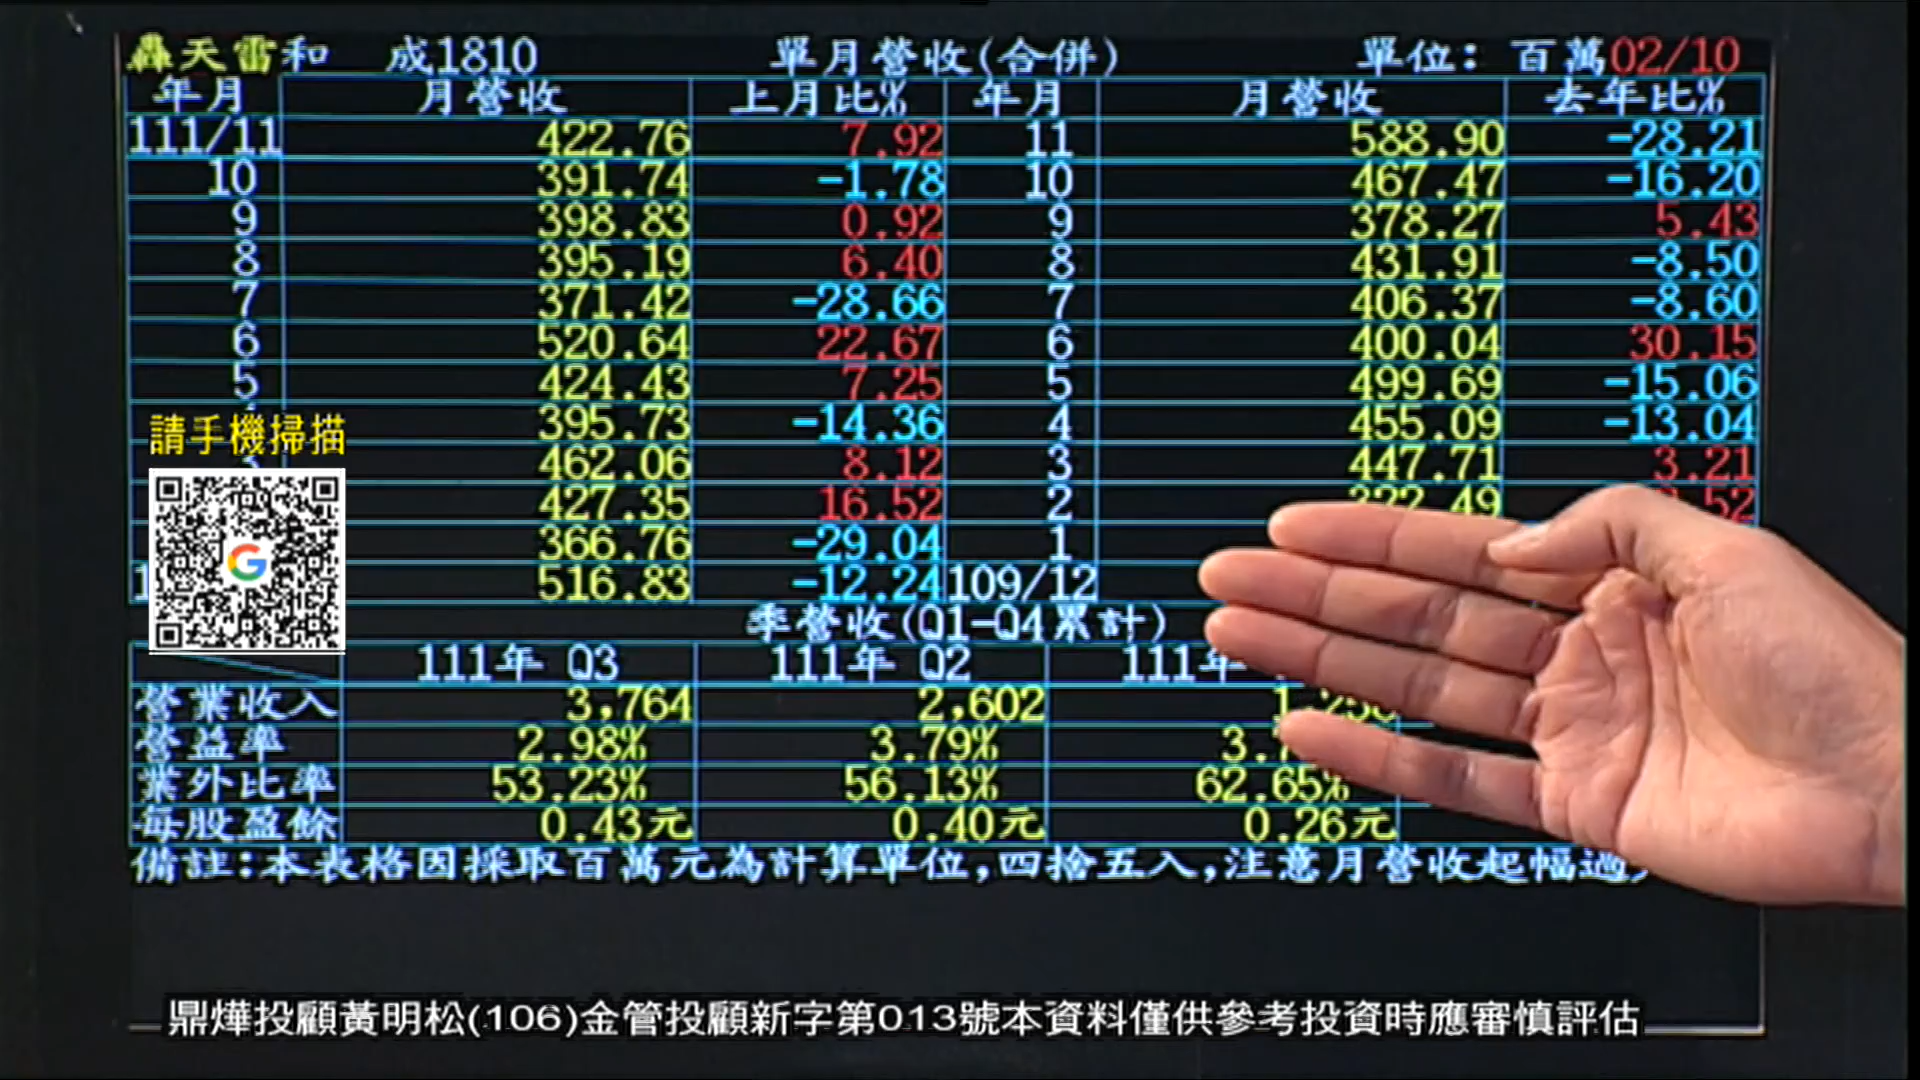 轟天雷和 成1810 單月營收(合併) 單位: 百萬02/10
年月 月營收 上月比% 年月 月營收 去年比%
111/11 422.76 7.92 11 588.90 -28.21
10 391.74 -1.78 10 467.47 -16.20
9 398.83 0.92 9 378.27 5.43
8 395.19 6.40 8 431.91 -8.50
7 371.42 -28.66 7 406.37 -8.60
6 520.64 22.67 6 400.04 30.15
5 424.43 7.25 5 499.69 -15.06
395.73 -14.36 4 455.09 -13.04
請手機掃描
462.06 8.12 3 447.71 3.21
427.35 16.52 2 322.49
366.76 -29.04 1
516.83 -12.24 109/12
季營收(Q1-Q4累計)
111年 Q3 111年 Q2 111年
營業收入 3,764 2,602
營益率 2.98% 3.79%
業外比率 53.23% 56.13% 62.65%
每股盈餘 0.43元 0.40元 0.26元
備註:本表格因採取百萬元為計算單位,四捨五入,注意月營收起幅過
鼎燁投顧黃明松(106)金管投顧新字第013號本資料僅供參考投資時應審慎評估